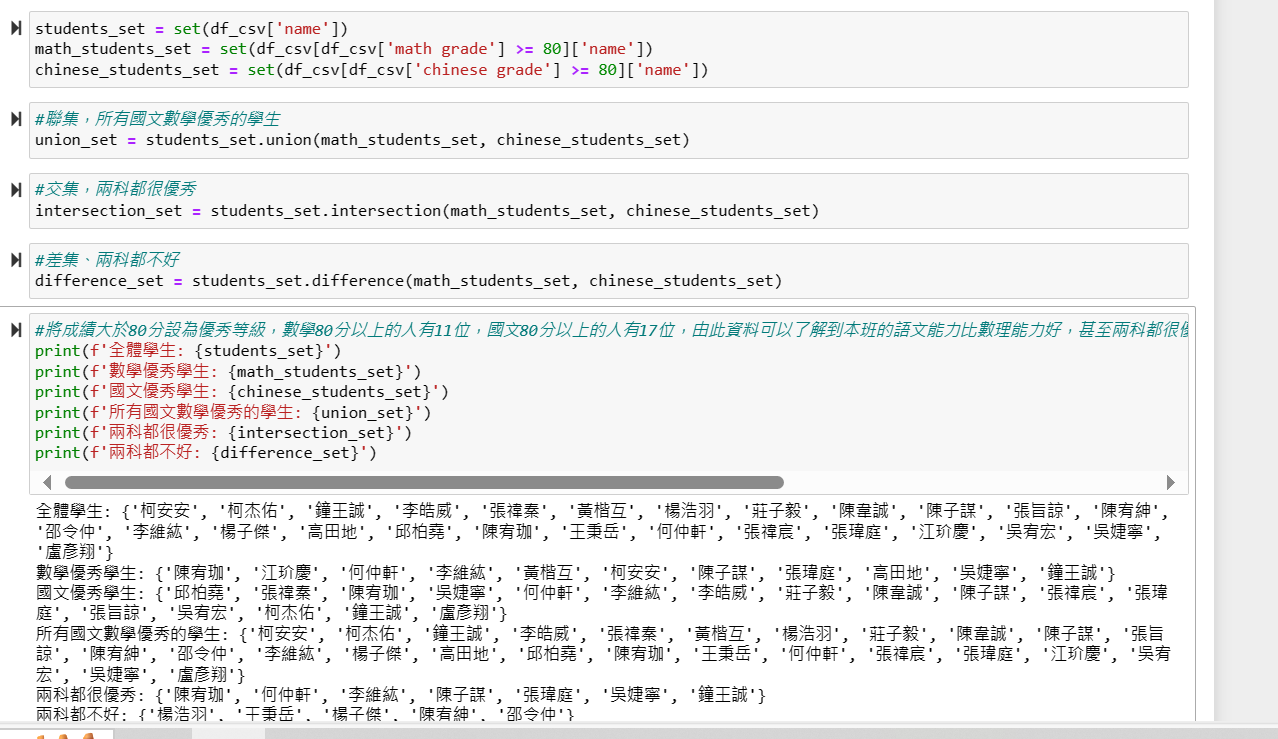 students_set = set(df_csv['name'])
math_students_set = set(df_csv[df_csv['math grade'] >= 80]['name'])
chinese_students_set = set(df_csv[df_csv['chinese grade'] >= 80]['name'])
#聯集，所有國文數學優秀的學生
union_set = students_set.union(math_students_set, chinese_students_set)
#交集，兩科都很優秀
intersection_set = students_set.intersection(math_students_set, chinese_students_set)
#差集、兩科都不好
difference_set = students_set.difference(math_students_set, chinese_students_set)
#將成績大於80分設為優秀等級，數學80分以上的人有11位，國文80分以上的人有17位，由此資料可以了解到本班的語文能力比數理能力好，甚至兩科都很優
print(f'全體學生: {students_set}')
print(f'數學優秀學生: {math_students_set}')
print(f'國文優秀學生: {chinese_students_set}')
print(f'所有國文數學優秀的學生: {union_set}')
print(f'兩科都很優秀: {intersection_set}')
print(f'兩科都不好: {difference_set}')
全體學生: {'柯安安', '柯杰佑', '鐘王誠', '李皓威', '張禕紊', '黃楷互', '楊浩羽', '莊子毅', '陳韋誠', '陳子謀', '張旨諒', '陳宥紳',
'邵令仲', '李維紘', '楊子傑', '高田地', '邱柏堯', '陳宥珈', '王秉岳', '何仲軒', '張禕宸', '張瑋庭', '江玠慶', '吳宥宏', '吳婕寧',
'盧彥翔'}
數學優秀學生: {'陳宥珈', '江玠慶', '何仲軒', '李維紘', '黃楷互', '柯安安', '陳子謀', '張瑋庭', '高田地', '吳婕寧', '鐘王誠'}
國文優秀學生: {'邱柏堯', '張禕紊', '陳宥珈', '吳婕寧', '何仲軒', '李維紘', '李皓威', '莊子毅', '陳韋誠', '陳子謀', '張禕宸', '張瑋
庭', '張旨諒', '吳宥宏', '柯杰佑', '鐘王誠', '盧彥翔'}
所有國文數學優秀的學生: {'柯安安', '柯杰佑', '鐘王誠', '李皓威', '張禕紊', '黃楷互', '楊浩羽', '莊子毅', '陳韋誠', '陳子謀', '張旨
諒', '陳宥紳', '邵令仲', '李維紘', '楊子傑', '高田地', '邱柏堯', '陳宥珈', '王秉岳', '何仲軒', '張禕宸', '張瑋庭', '江玠慶', '吳宥
宏', '吳婕寧', '盧彥翔'}
兩科都很優秀: {'陳宥珈', '何仲軒', '李維紘', '陳子謀', '張瑋庭', '吳婕寧', '鐘王誠'}
兩科都不好: {'楊浩羽', '王秉岳', '楊子傑', '陳宥紳', '邵令仲'}